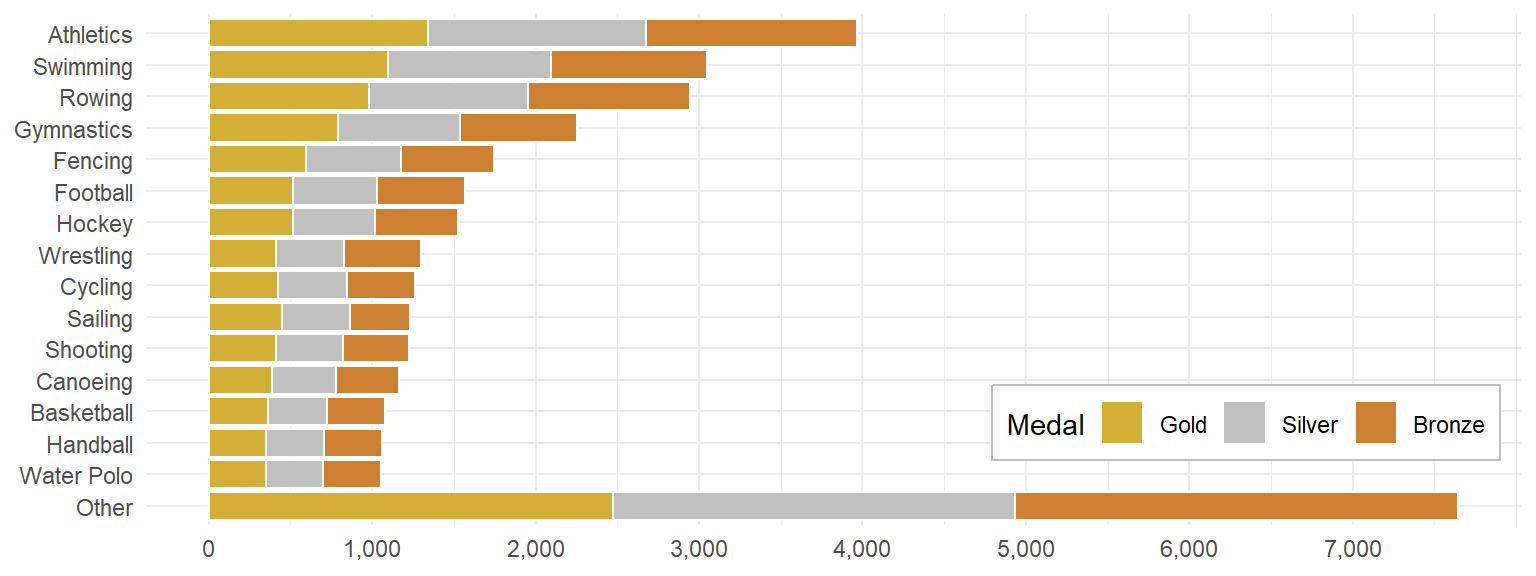 Athletics
Swimming
Rowing
Gymnastics
Fencing
Football
Hockey
Wrestling
Cycling
Sailing
Shooting
Canoeing
Basketball
Handball
Water Polo
Other
Medal Gold Silver Bronze
0 1,000 2,000 3,000 4,000 5,000 6,000 7,000